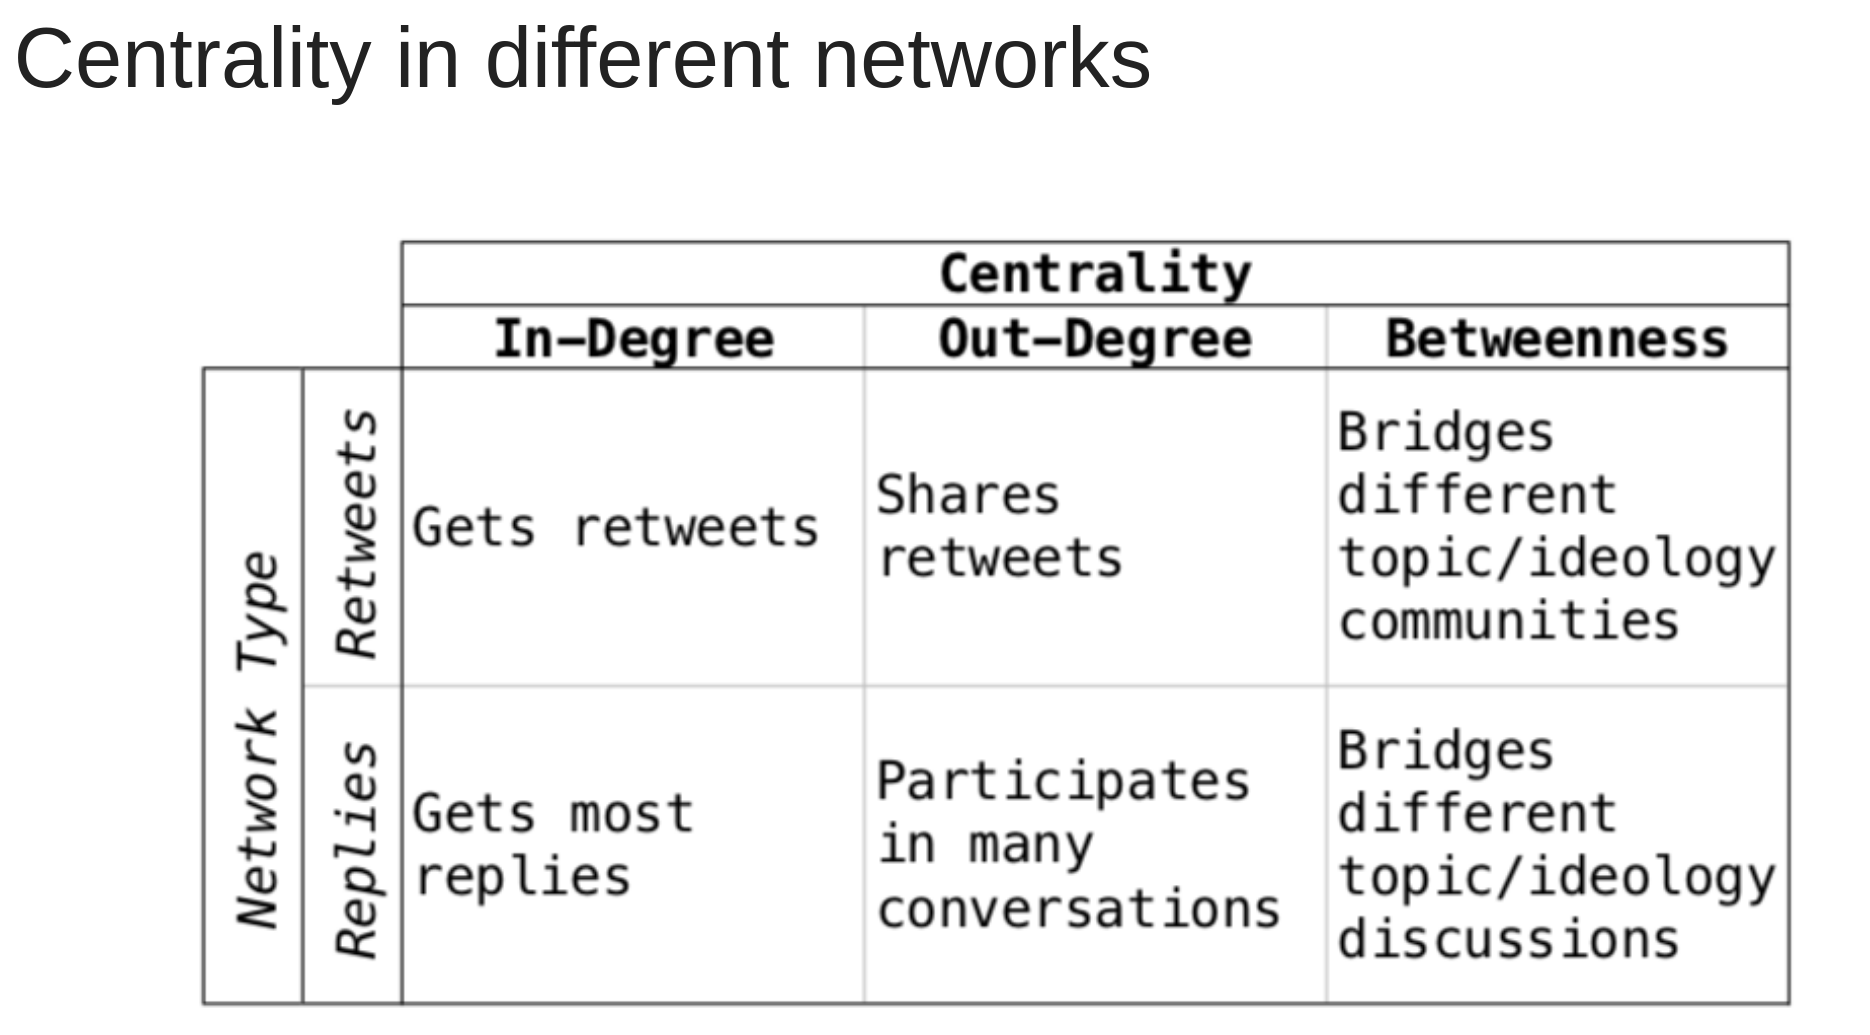 Centrality in different networks
Centrality
In-Degree Out-Degree Betweenness
Network Type
Retweets
Gets retweets
Shares
retweets
Bridges
different
topic/ideology
communities
Replies
Gets most
replies
Participates
in many
conversations
Bridges
different
topic/ideology
discussions